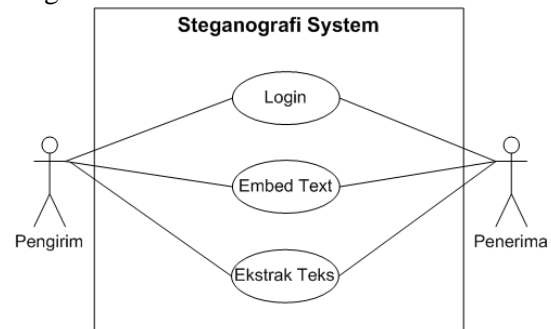 Steganografi System
Login
Embed Text
Pengirim
Penerima
Ekstrak Teks